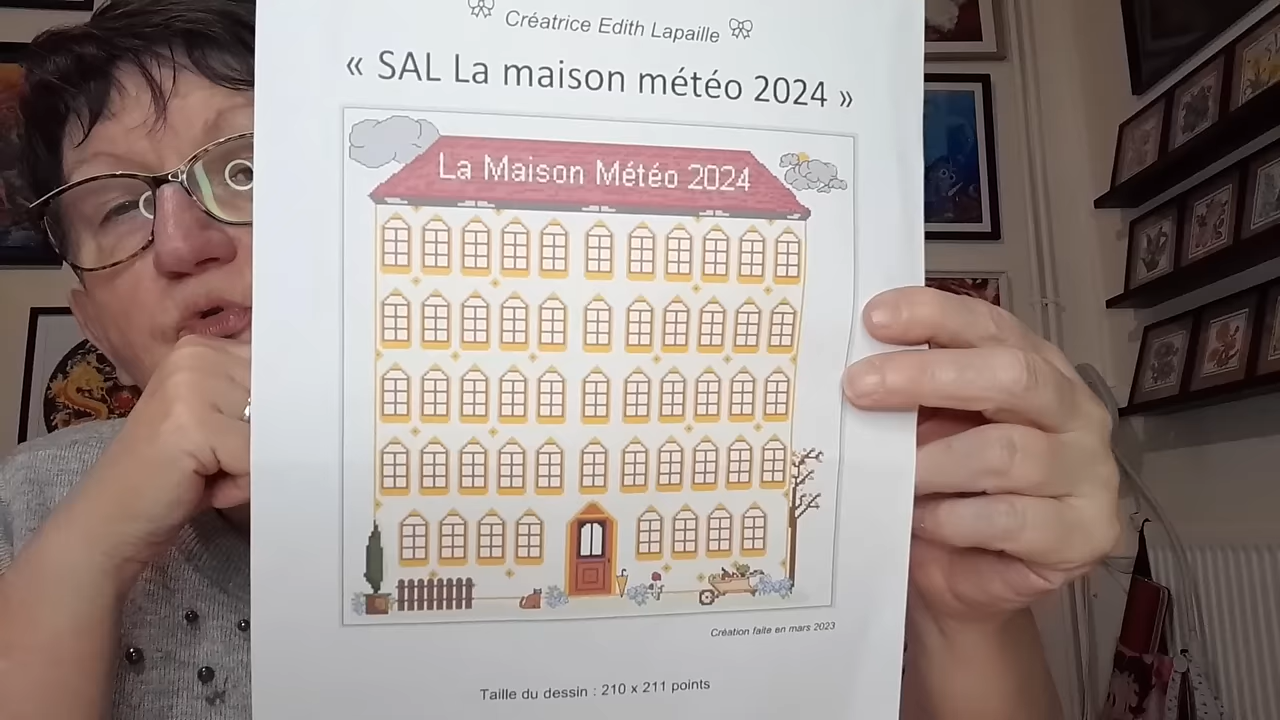 Créatrice Edith Lapaille
« SAL La maison météo 2024 »
La Maison Météo 2024
Création faite en mars 2023
Taille du dessin : 210 x 211 points